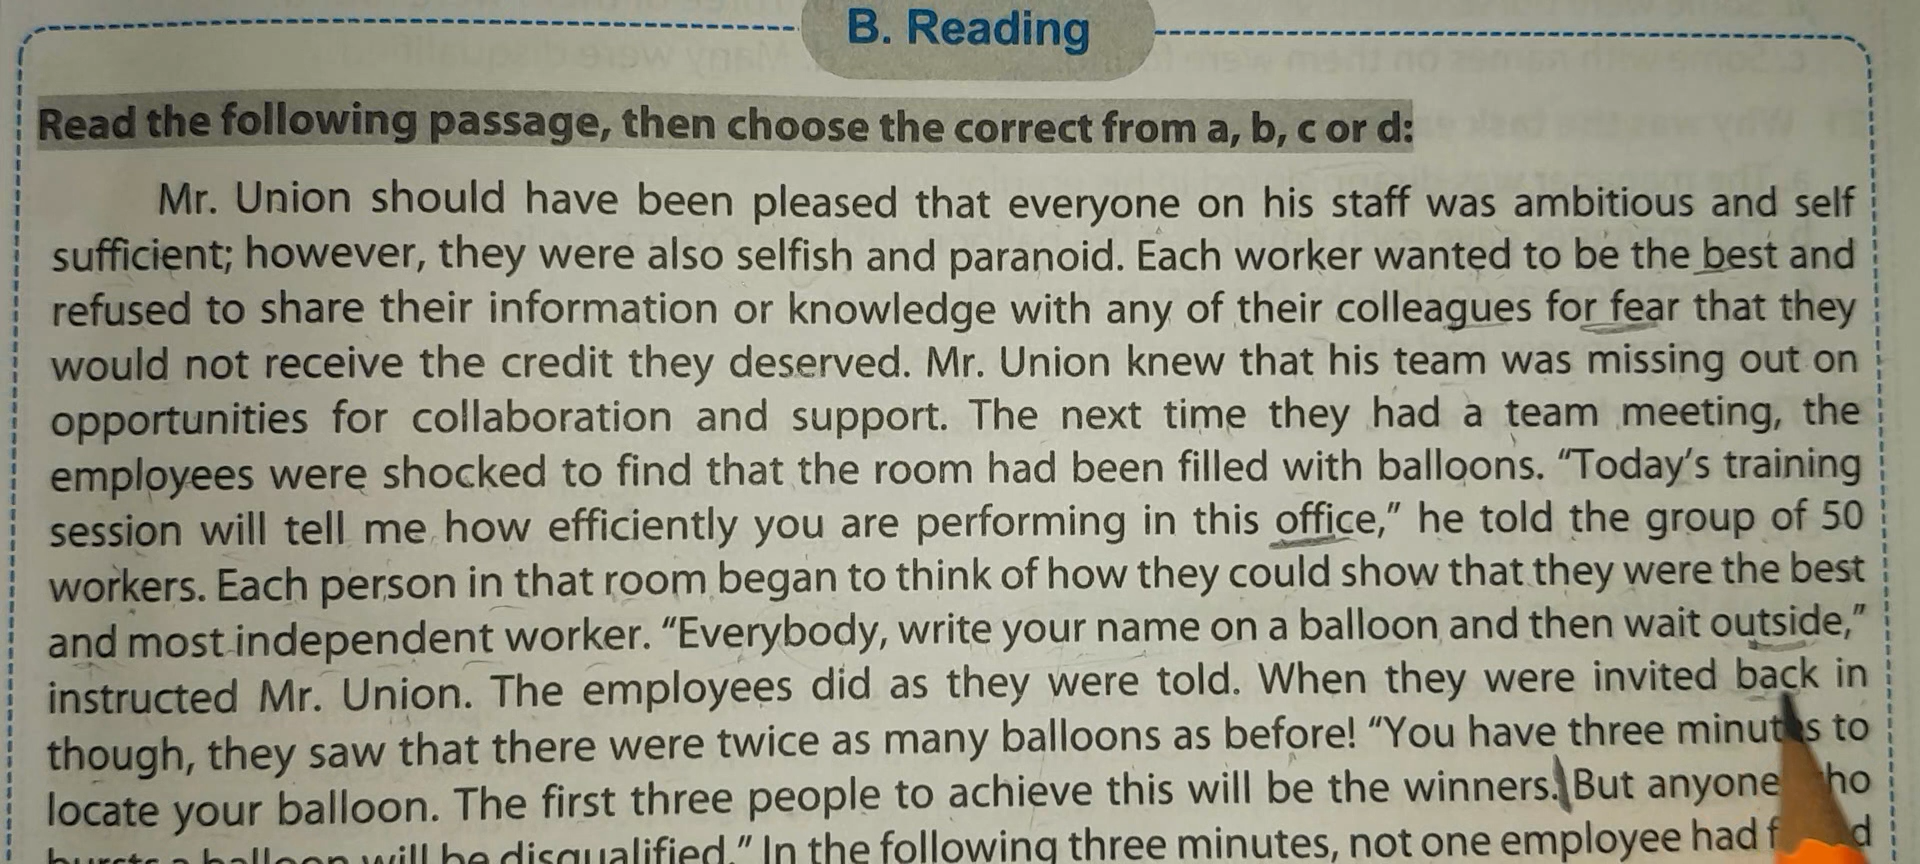 B. Reading
Read the following passage, then choose the correct from a, b, c or d:
Mr. Union should have been pleased that everyone on his staff was ambitious and self
sufficient; however, they were also selfish and paranoid. Each worker wanted to be the best and
refused to share their information or knowledge with any of their colleagues for fear that they
would not receive the credit they deserved. Mr. Union knew that his team was missing out on
opportunities for collaboration and support. The next time they had a team meeting, the
employees were shocked to find that the room had been filled with balloons. "Today's training
session will tell me how efficiently you are performing in this office," he told the group of 50
workers. Each person in that room began to think of how they could show that they were the best
and most independent worker. "Everybody, write your name on a balloon and then wait outside,"
instructed Mr. Union. The employees did as they were told. When they were invited back in
though, they saw that there were twice as many balloons as before! "You have three minutes to
locate your balloon. The first three people to achieve this will be the winners. But anyone
bursts a balloon will be disqualified." In the following three minutes, not one employee had